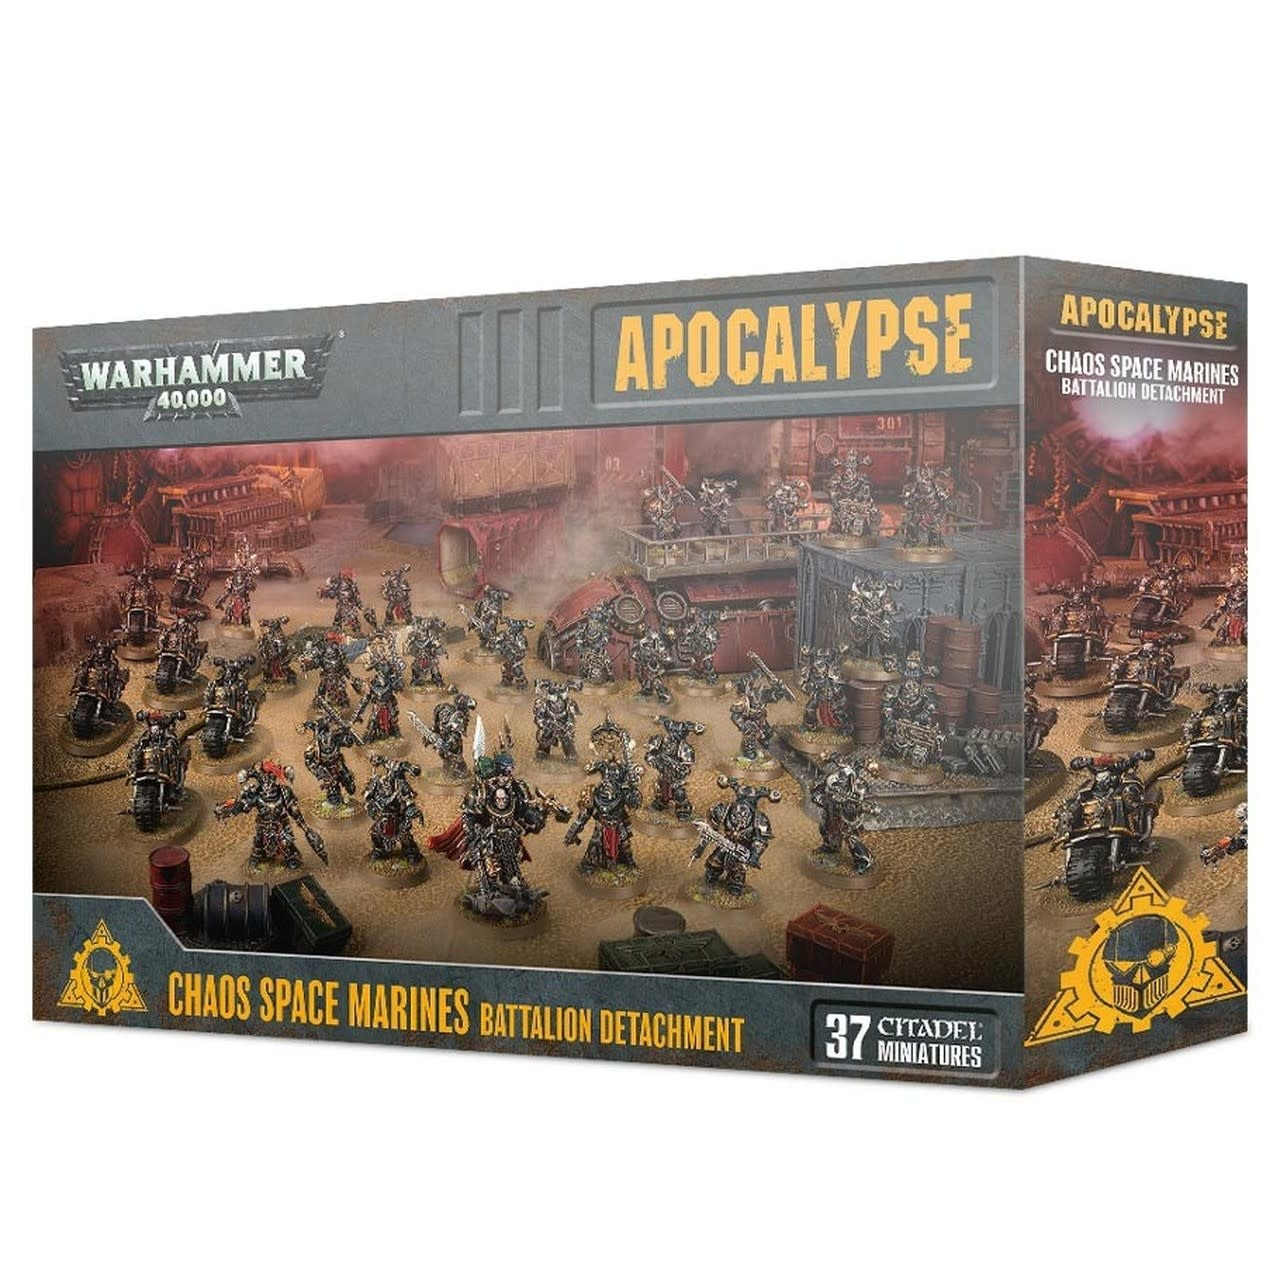 WARHAMMER
40,000
APOCALYPSE
301
03
CHAOS SPACE MARINES BATTALION DETACHMENT
37 CITADEL
MINIATURES
APOCALYPSE
CHAOS SPACE MARINES
BATTALION DETACHMENT